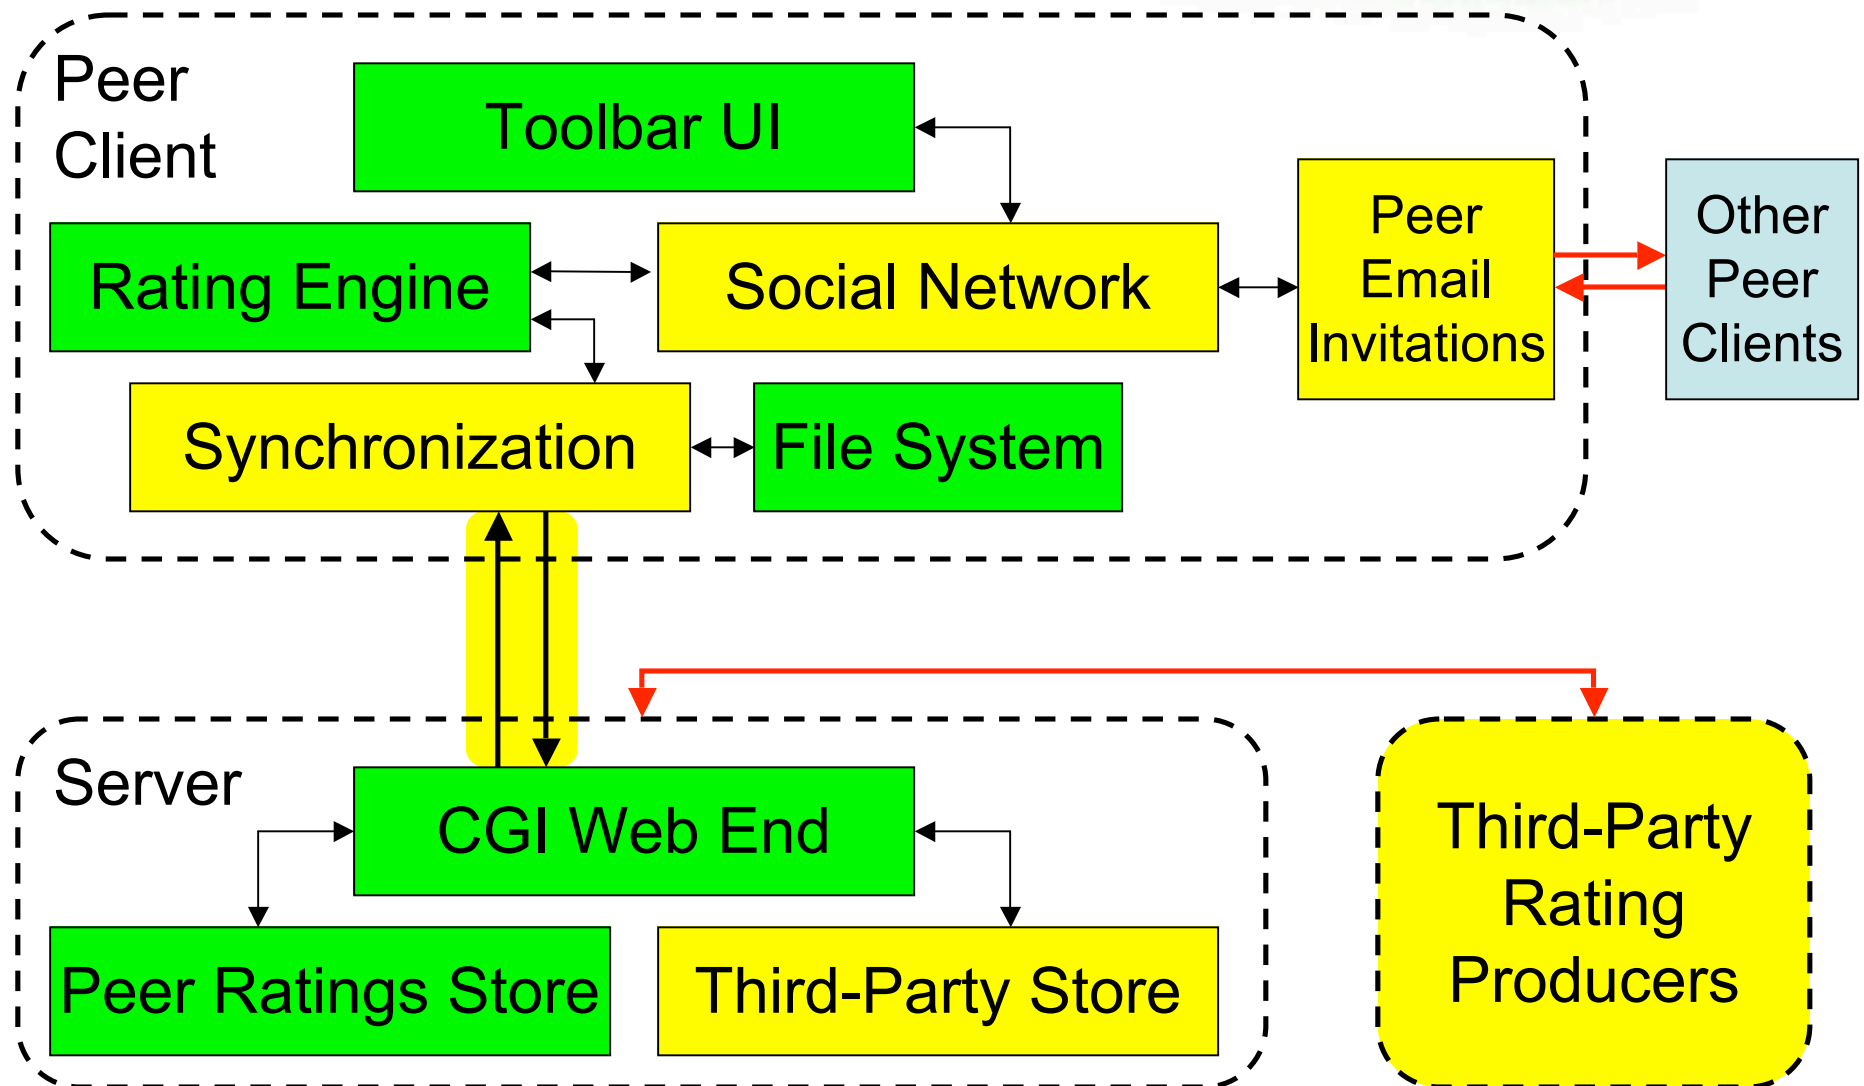 Peer
Client
Toolbar UI
Rating Engine
Social Network
Peer
Email
Invitations
Other
Peer
Clients
Synchronization
File System
Server
CGI Web End
Peer Ratings Store
Third-Party Store
Third-Party
Rating
Producers